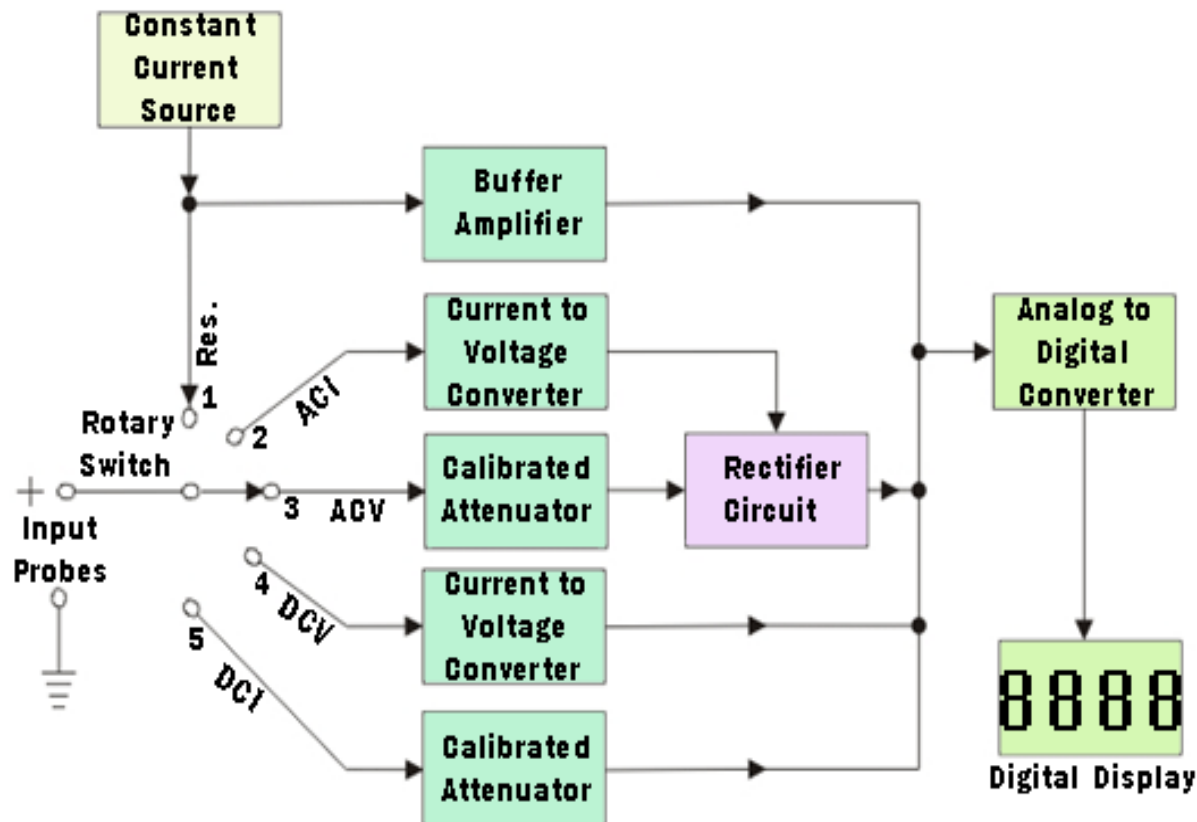 Constant
Current
Source
Buffer
Amplifier
Res.
1
ACI
2
Current to
Voltage
Converter
Analog to
Digital
Converter
Rotary
Switch
+
Input
Probes
3
ACV
Calibrated
Attenuator
Rectifier
Circuit
4
DCV
Current to
Voltage
Converter
5
DCI
Calibrated
Attenuator
8888
Digital Display